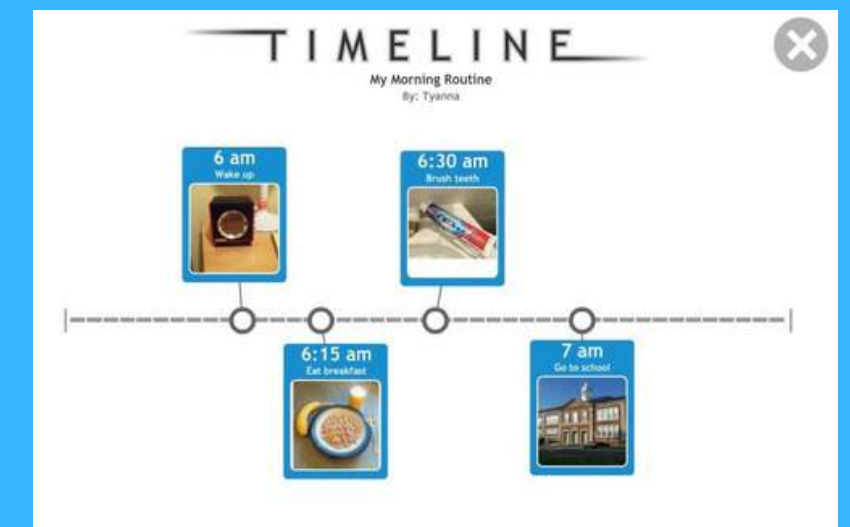 TIMELINE
My Morning Routine
By: Tyanna
6 am
Wake up
6:30 am
Brush teeth
6:15 am
Eat breakfast
7 am
Go to school